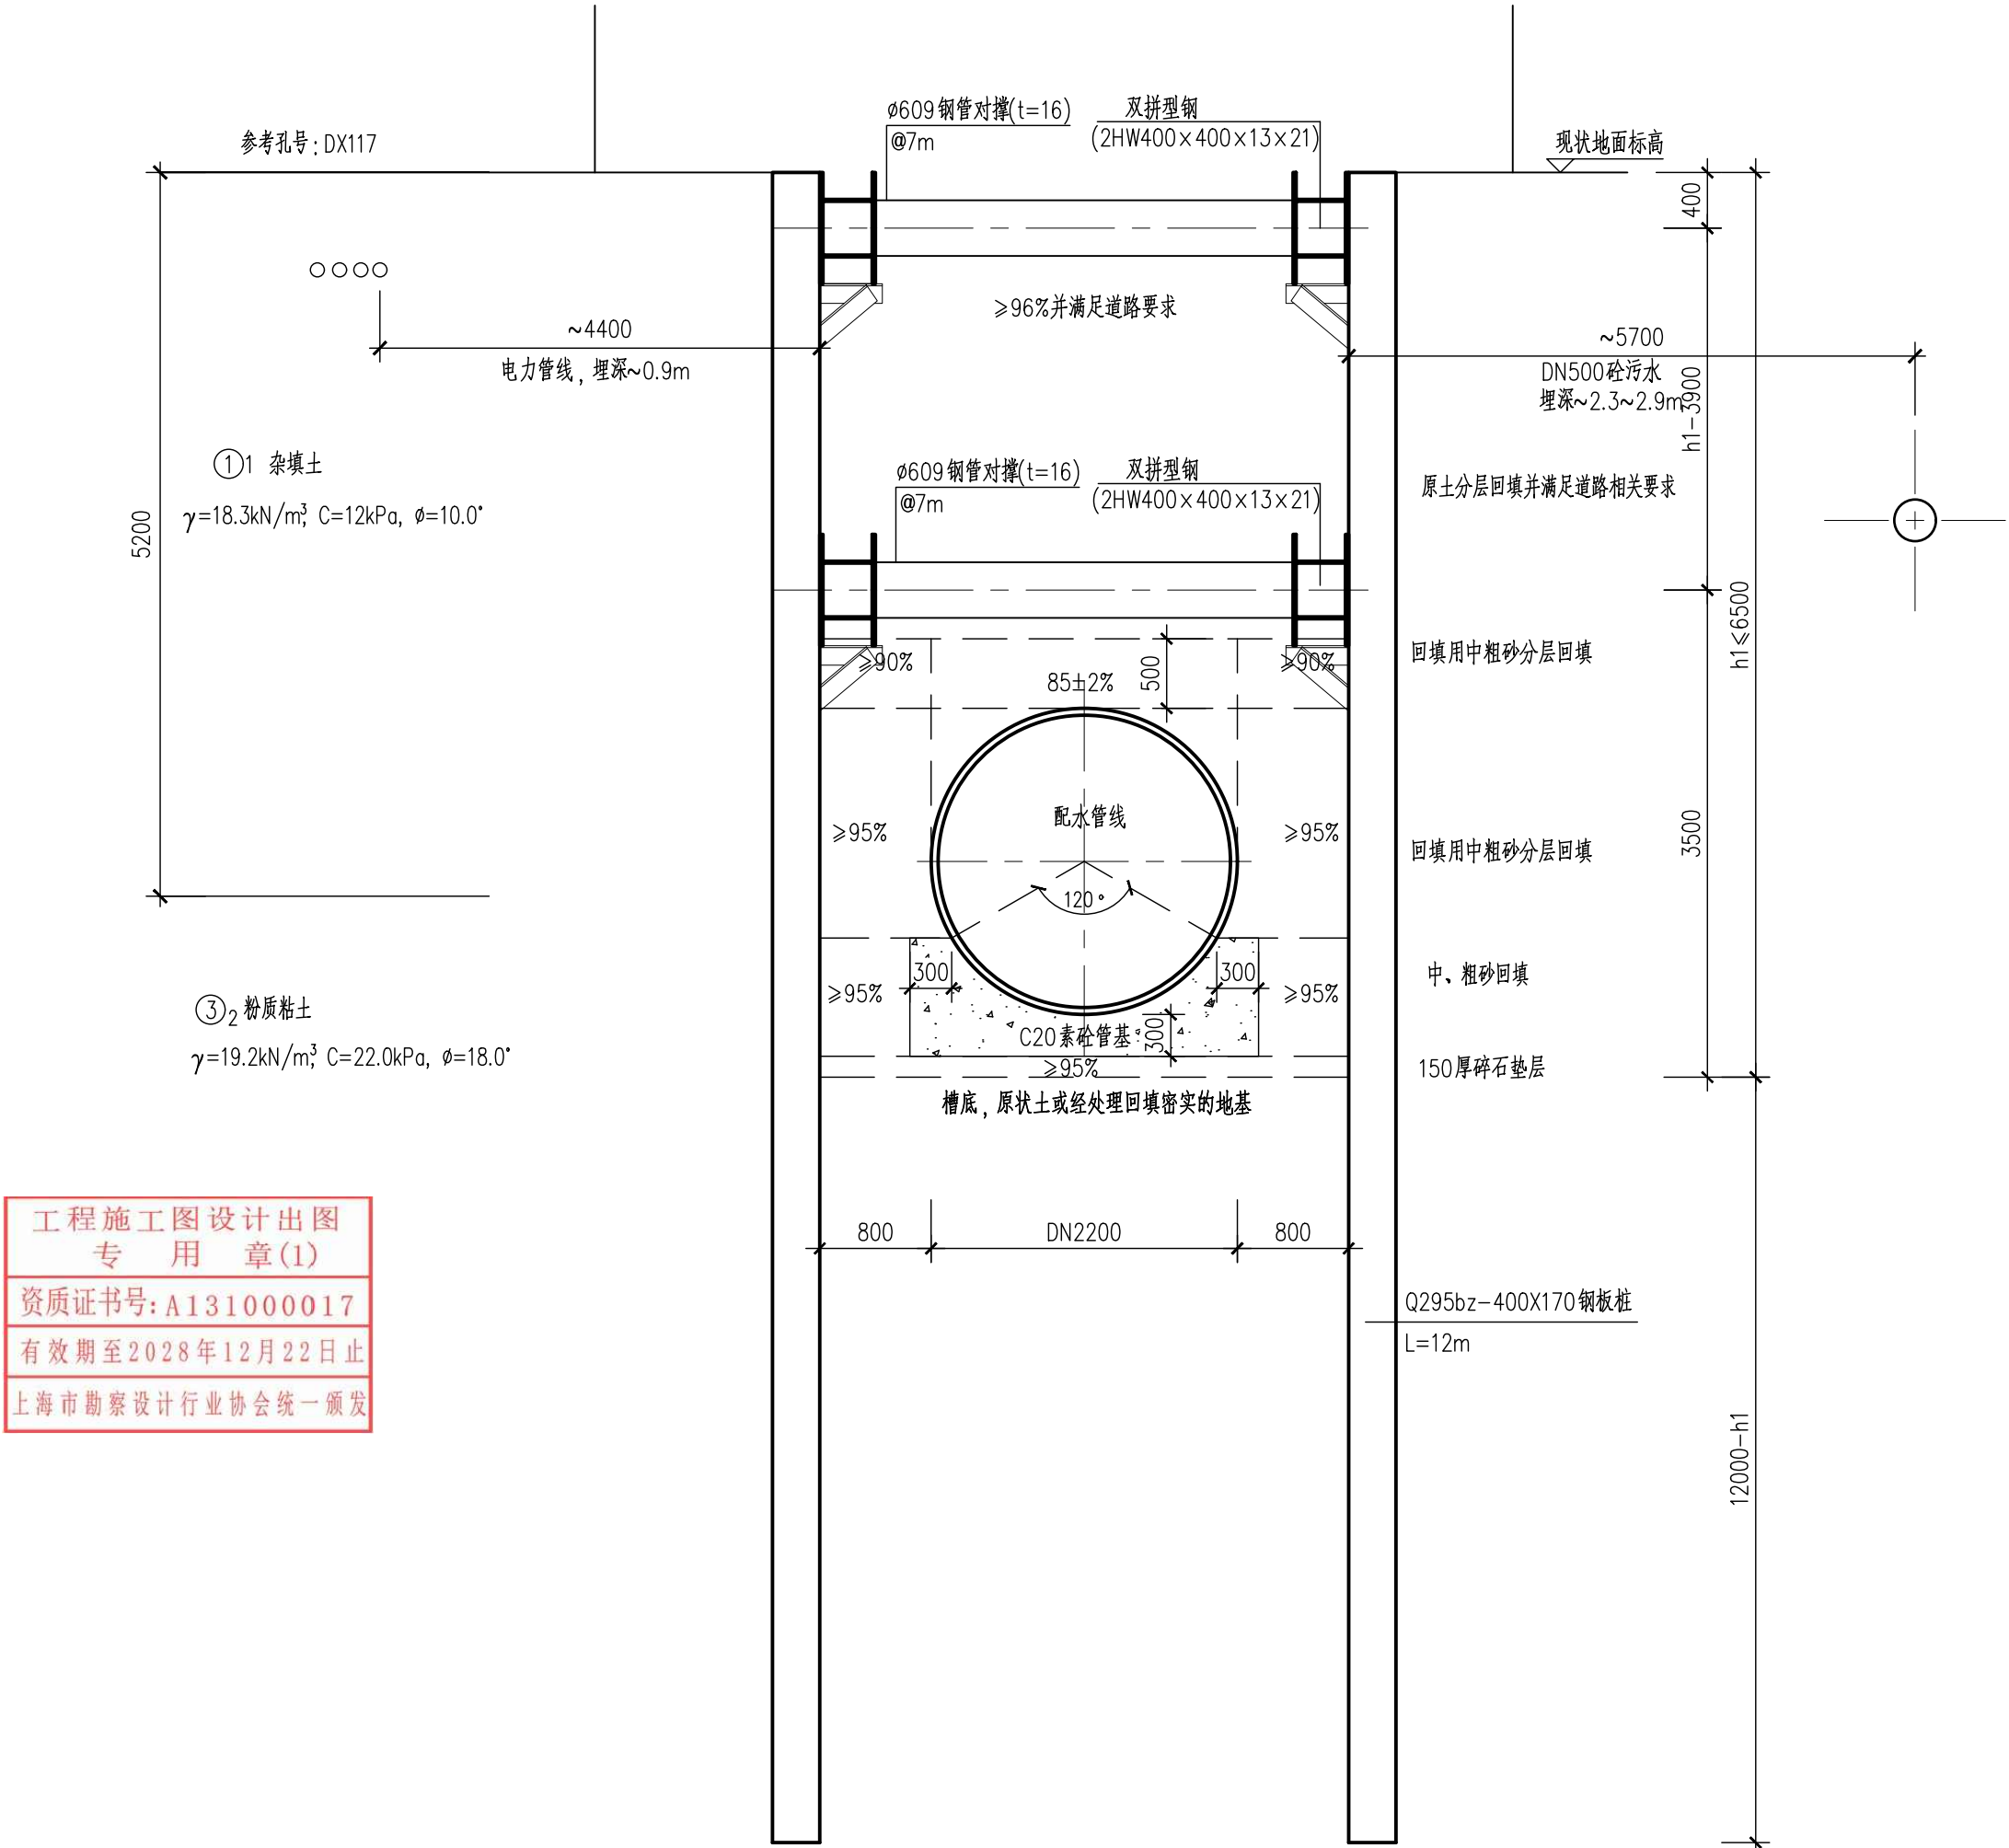 参考孔号：DX117
ø609钢管对撑(t=16)
@7m
双拼型钢
(2HW400×400×13×21)
现状地面标高
400
≥96%并满足道路要求
~4400
电力管线，埋深~0.9m
~5700
DN500砼污水
埋深~2.3~2.9m
h1-3900
①1 杂填土
γ=18.3kN/m³, C=12kPa, ø=10.0°
5200
ø609钢管对撑(t=16)
@7m
双拼型钢
(2HW400×400×13×21)
原土分层回填并满足道路相关要求
h1≤6500
≥90%
85±2%
500
≥90%
回填用中粗砂分层回填
配水管线
≥95%
≥95%
回填用中粗砂分层回填
3500
120°
300
300
≥95%
≥95%
中、粗砂回填
③2 粉质粘土
γ=19.2kN/m³, C=22.0kPa, ø=18.0°
C20素砼管基
300
≥95%
150厚碎石垫层
槽底，原状土或经处理回填密实的地基
800
DN2200
800
Q295bz-400X170钢板桩
L=12m
12000-h1
工程施工图设计出图
专 用 章(1)
资质证书号：A131000017
有效期至2028年12月22日止
上海市勘察设计行业协会统一颁发